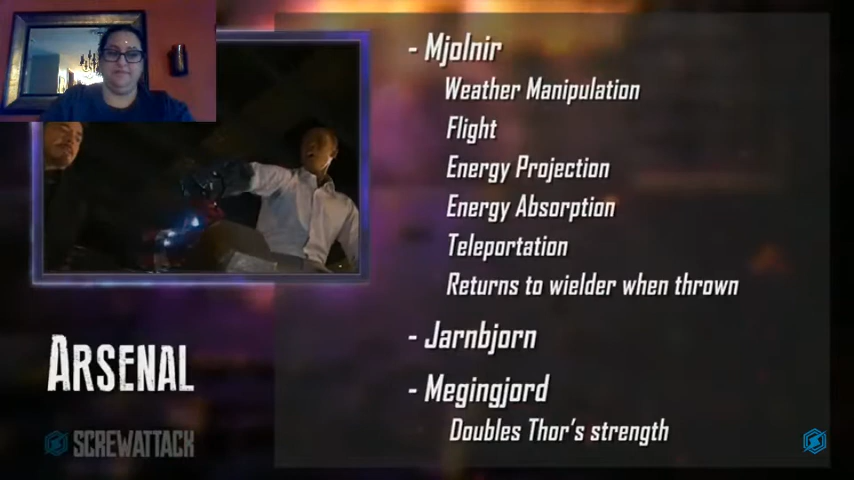 - Mjolnir
Weather Manipulation
Flight
Energy Projection
Energy Absorption
Teleportation
Returns to wielder when thrown
- Jarnbjorn
- Megingjord
Doubles Thor's strength
ARSENAL
SCREWATTACK